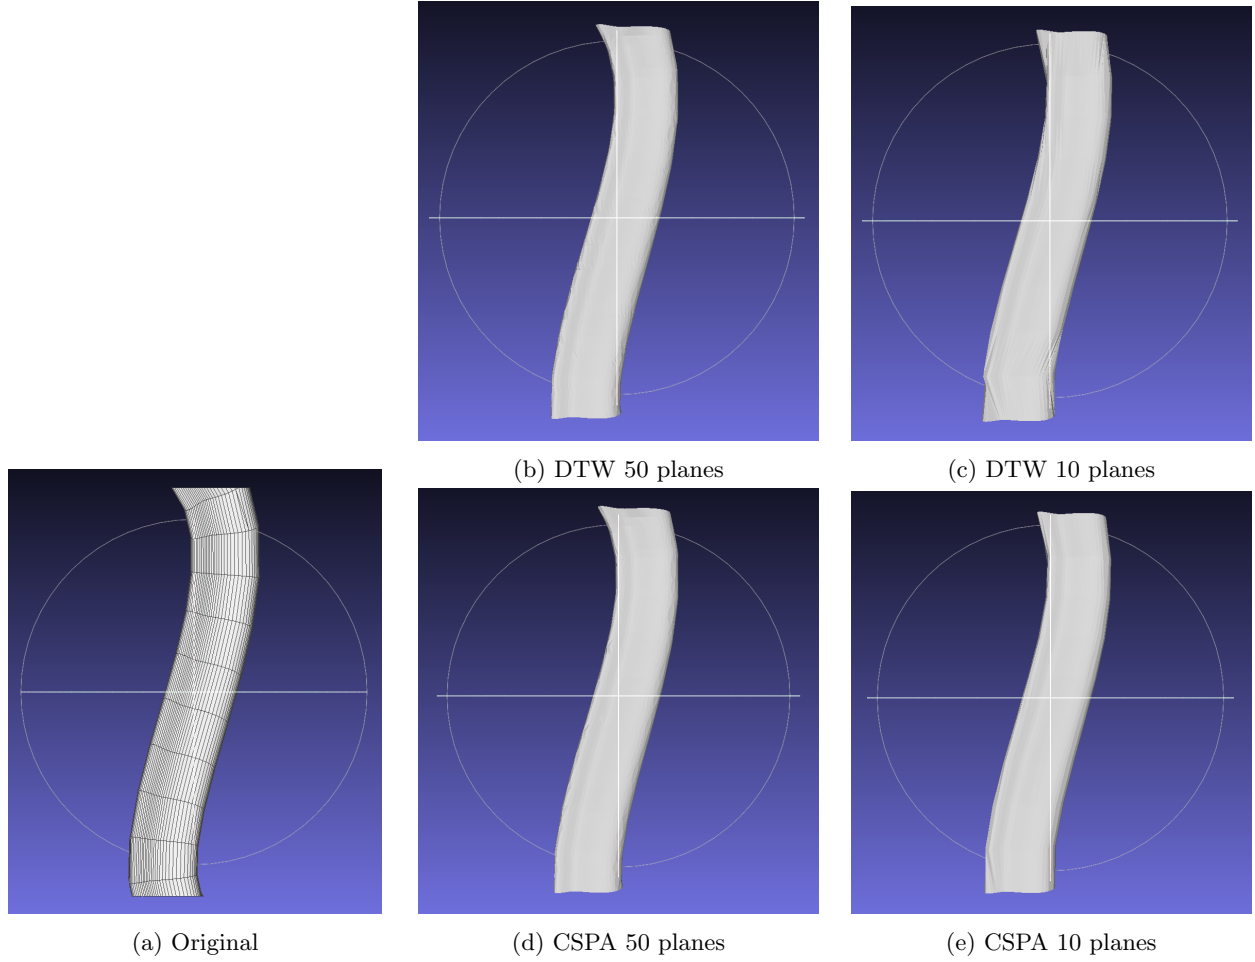 (b) DTW 50 planes
(c) DTW 10 planes
(a) Original
(d) CSPA 50 planes
(e) CSPA 10 planes